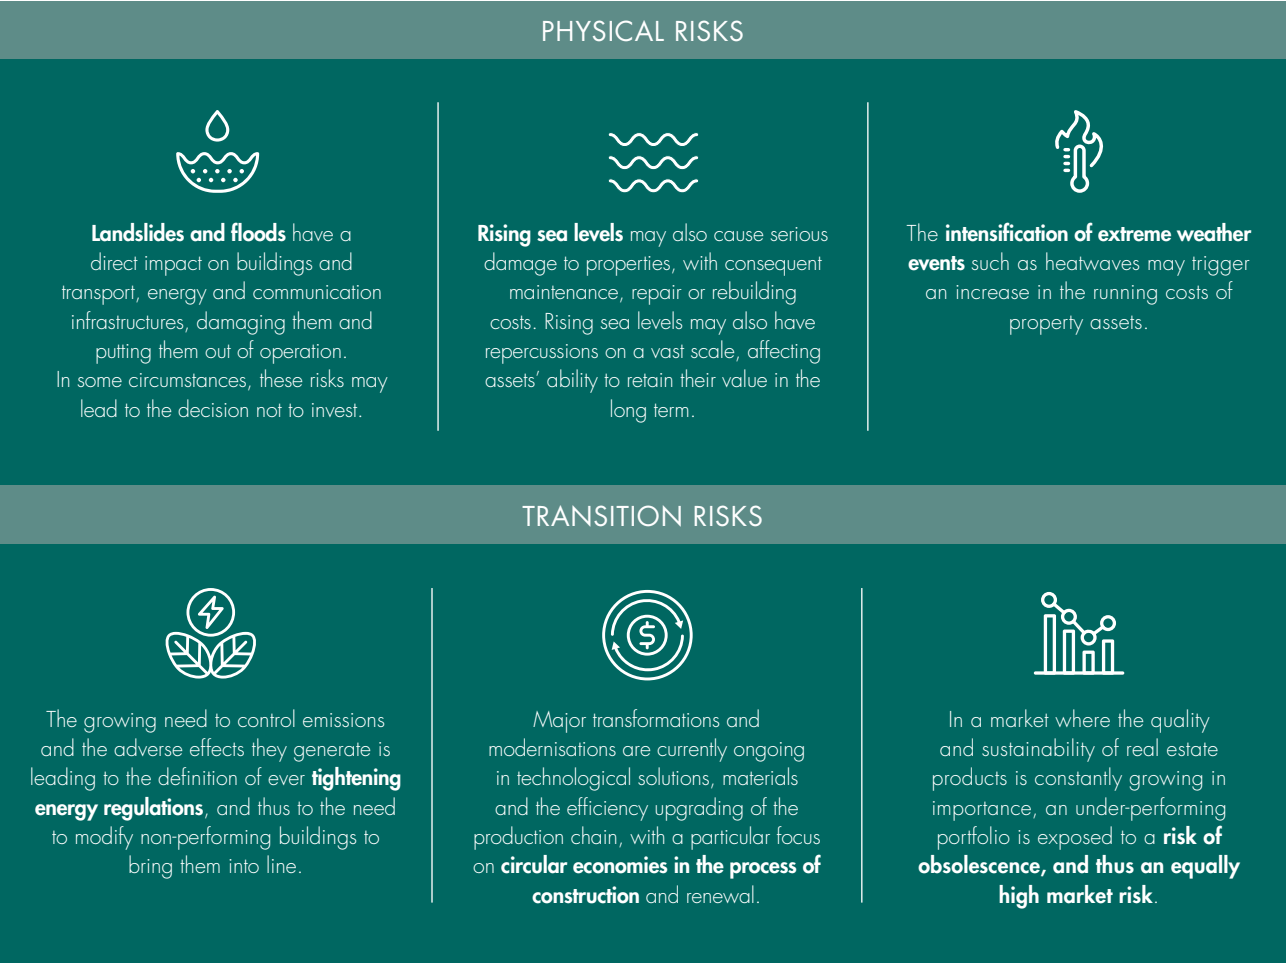 PHYSICAL RISKS
Landslides and floods have a
direct impact on buildings and
transport, energy and communication
infrastructures, damaging them and
putting them out of operation.
In some circumstances, these risks may
lead to the decision not to invest.
Rising sea levels may also cause serious
damage to properties, with consequent
maintenance, repair or rebuilding
costs. Rising sea levels may also have
repercussions on a vast scale, affecting
assets’ ability to retain their value in the
long term.
The intensification of extreme weather
events such as heatwaves may trigger
an increase in the running costs of
property assets.
TRANSITION RISKS
The growing need to control emissions
and the adverse effects they generate is
leading to the definition of ever tightening
energy regulations, and thus to the need
to modify non-performing buildings to
bring them into line.
$
Major transformations and
modernisations are currently ongoing
in technological solutions, materials
and the efficiency upgrading of the
production chain, with a particular focus
on circular economies in the process of
construction and renewal.
In a market where the quality
and sustainability of real estate
products is constantly growing in
importance, an under-performing
portfolio is exposed to a risk of
obsolescence, and thus an equally
high market risk.